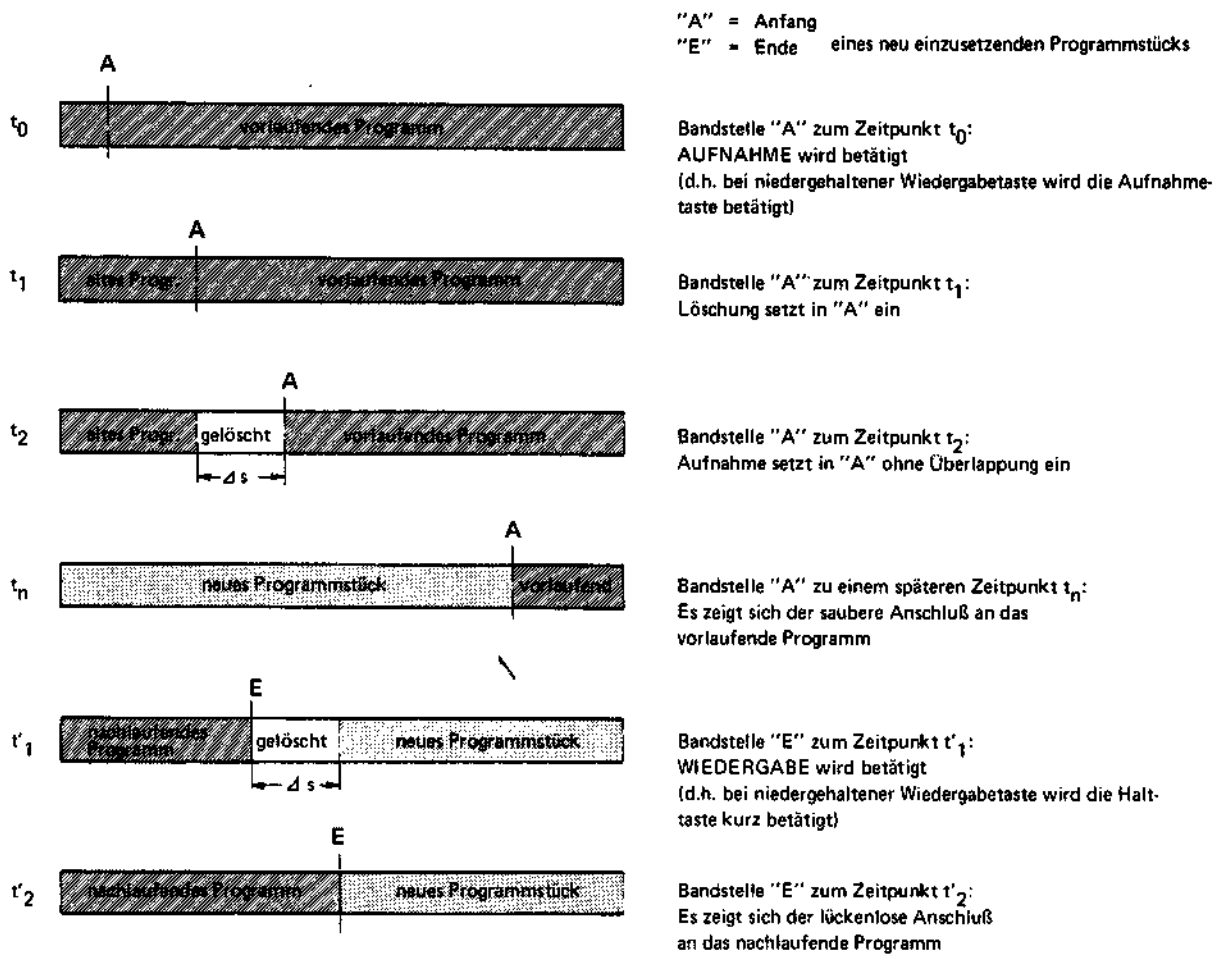 "A" = Anfang
"E" = Ende eines neu einzusetzenden Programmstücks
A
t0 vorlaufendes Programm
Bandstelle "A" zum Zeitpunkt t0:
AUFNAHME wird betätigt
(d.h. bei niedergehaltener Wiedergabetaste wird die Aufnahme-
taste betätigt)
A
t1 altes Progr. vorlaufendes Programm
Bandstelle "A" zum Zeitpunkt t1:
Löschung setzt in "A" ein
A
t2 altes Progr. gelöscht vorlaufendes Programm
Δ s
Bandstelle "A" zum Zeitpunkt t2:
Aufnahme setzt in "A" ohne Überlappung ein
A
tn neues Programmstück vorlaufend
Bandstelle "A" zu einem späteren Zeitpunkt tn:
Es zeigt sich der saubere Anschluß an das
vorlaufende Programm
E
t'1 nachlaufendes
Programm
gelöscht neues Programmstück
Δ s
Bandstelle "E" zum Zeitpunkt t'1:
WIEDERGABE wird betätigt
(d.h. bei niedergehaltener Wiedergabetaste wird die Halt-
taste kurz betätigt)
E
t'2 nachlaufendes Programm neues Programmstück
Bandstelle "E" zum Zeitpunkt t'2:
Es zeigt sich der lückenlose Anschluß
an das nachlaufende Programm